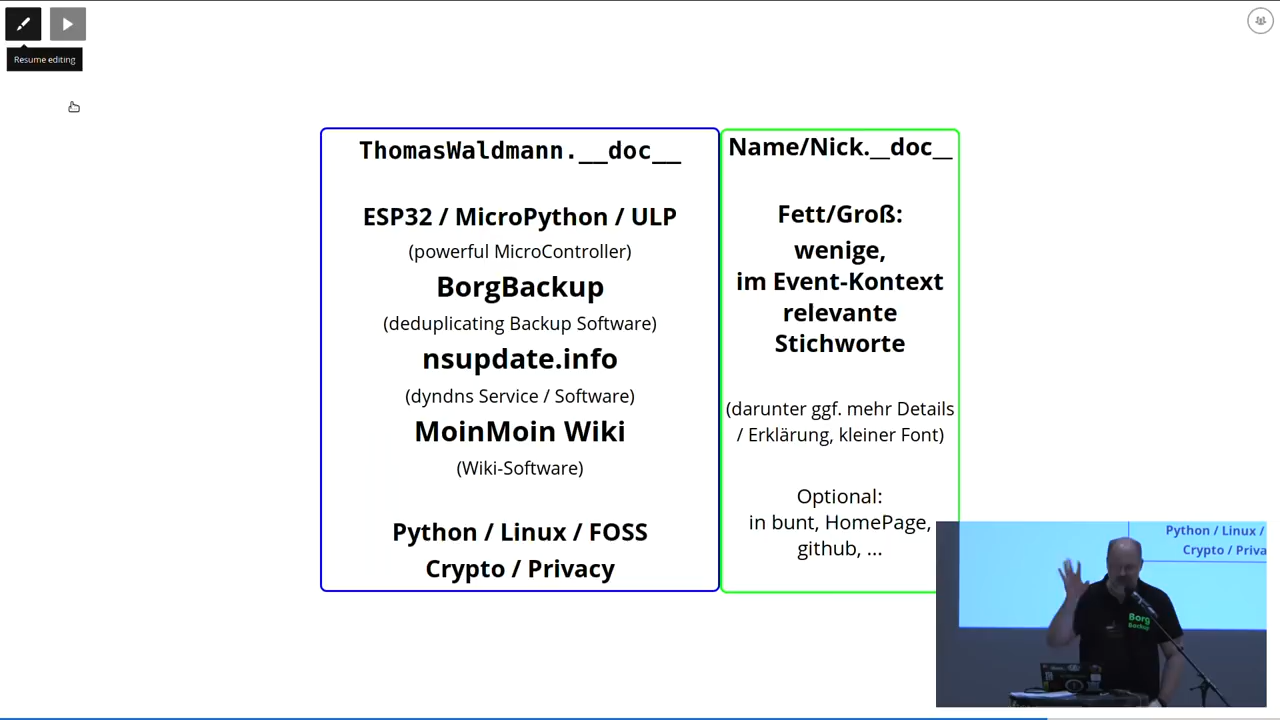 Resume editing
ThomasWaldmann.__doc__
ESP32 / MicroPython / ULP
(powerful MicroController)
BorgBackup
(deduplicating Backup Software)
nsupdate.info
(dyndns Service / Software)
MoinMoin Wiki
(Wiki-Software)
Python / Linux / FOSS
Crypto / Privacy
Name/Nick.__doc__
Fett/Groß:
wenige,
im Event-Kontext
relevante
Stichworte
(darunter ggf. mehr Details
/ Erklärung, kleiner Font)
Optional:
in bunt, HomePage,
github, ...
Python / Linux /
Crypto / Priva
Borg
Backup